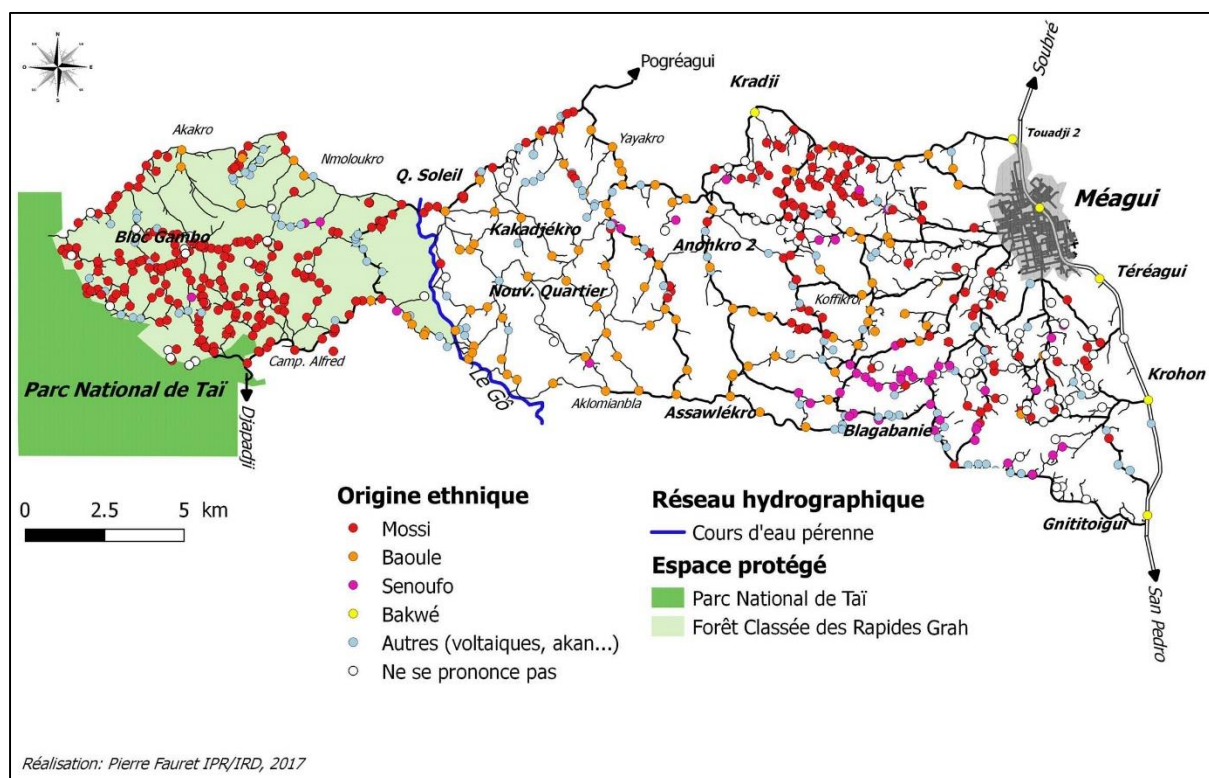 N
O
E
S
Pogréagui
Soubré
Kradji
Touadji 2
Akakro
Yayakro
Nmoloukro
Q. Soleil
Méagui
Bloc Gambo
Kakadjékro
Anonkro 2
Téréagui
Nouv. Quartier
Koffikro
Camp. Alfred
Parc National de Taï
Le Gô
Aklomianbla
Krohon
Djapadji
Assawlékro
Blagabanie
Gnititoigui
San Pedro
0 2.5 5 km
Origine ethnique
Mossi
Baoule
Senoufo
Bakwé
Autres (voltaiques, akan...)
Ne se prononce pas
Réseau hydrographique
Cours d'eau pérenne
Espace protégé
Parc National de Taï
Forêt Classée des Rapides Grah
Réalisation: Pierre Fauret IPR/IRD, 2017